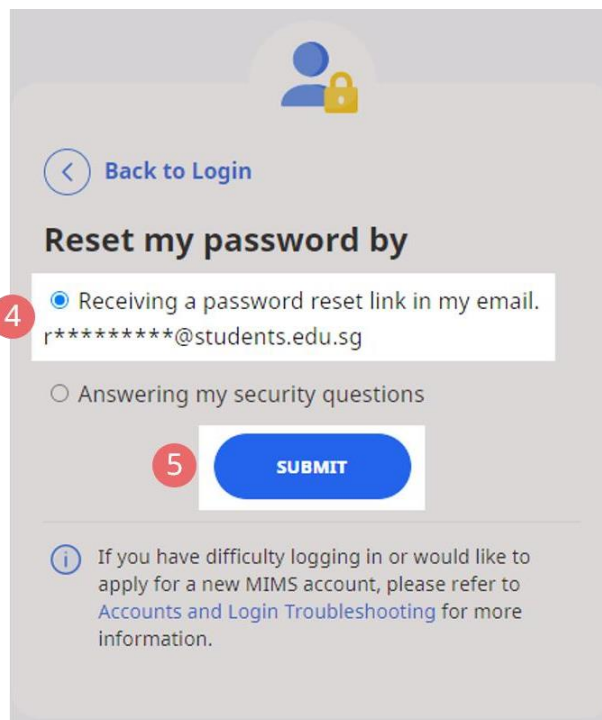 Back to Login
Reset my password by
4
Receiving a password reset link in my email.
r*********@students.edu.sg
Answering my security questions
5
SUBMIT
If you have difficulty logging in or would like to
apply for a new MIMS account, please refer to
Accounts and Login Troubleshooting for more
information.